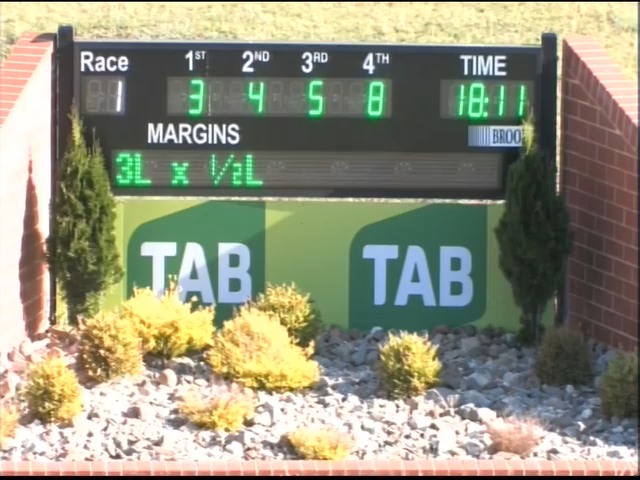 Race 1ST 2ND 3RD 4TH TIME
1 3 4 5 8 18:11
MARGINS
3L x 1/2L
TAB TAB